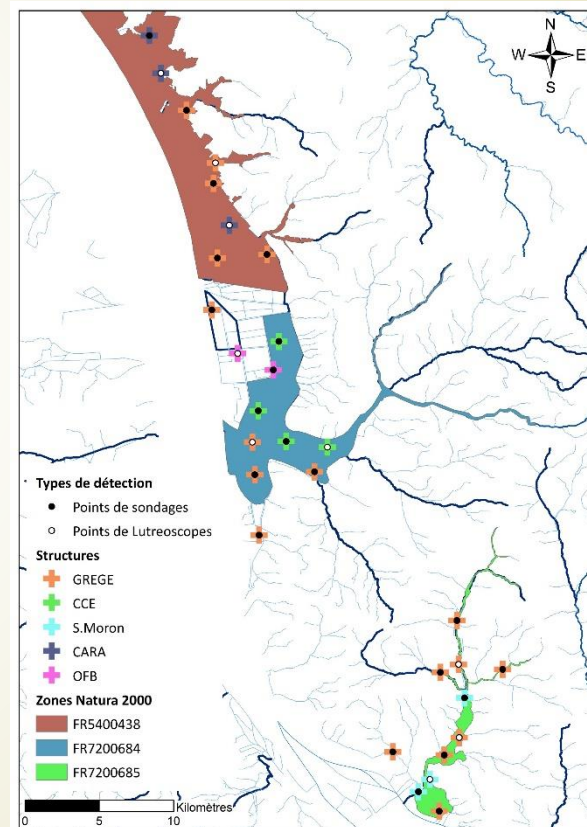 N
W E
S
Types de détection
Points de sondages
Points de Lutreoscopes
Structures
GREGE
CCE
S.Moron
CARA
OFB
Zones Natura 2000
FR5400438
FR7200684
FR7200685
Kilomètres
0 5 10